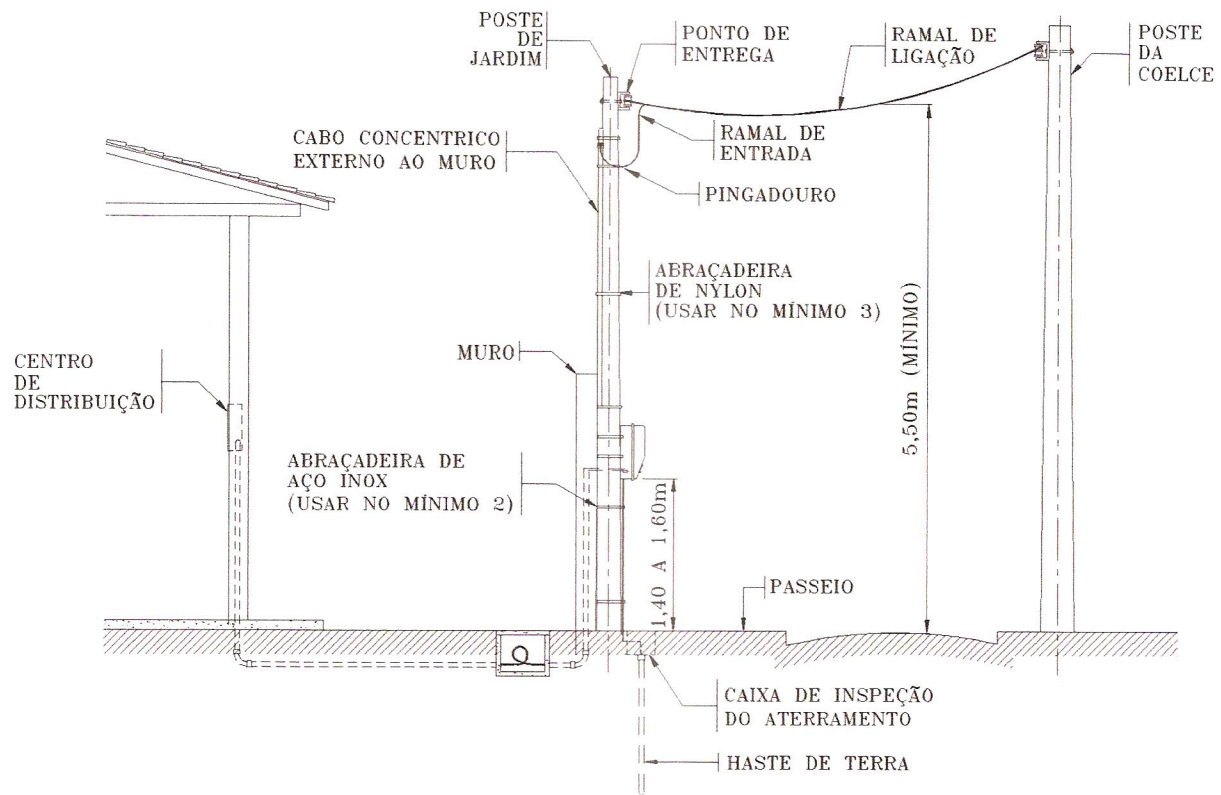 POSTE
DE
JARDIM
PONTO DE
ENTREGA
RAMAL DE
LIGAÇÃO
POSTE
DA
COELCE
CABO CONCENTRICO
EXTERNO AO MURO
RAMAL DE
ENTRADA
PINGADOURO
ABRAÇADEIRA
DE NYLON
(USAR NO MÍNIMO 3)
5,50m (MÍNIMO)
MURO
CENTRO
DE
DISTRIBUIÇÃO
ABRAÇADEIRA DE
AÇO INOX
(USAR NO MÍNIMO 2)
1,40 A 1,60m
PASSEIO
CAIXA DE INSPEÇÃO
DO ATERRAMENTO
HASTE DE TERRA